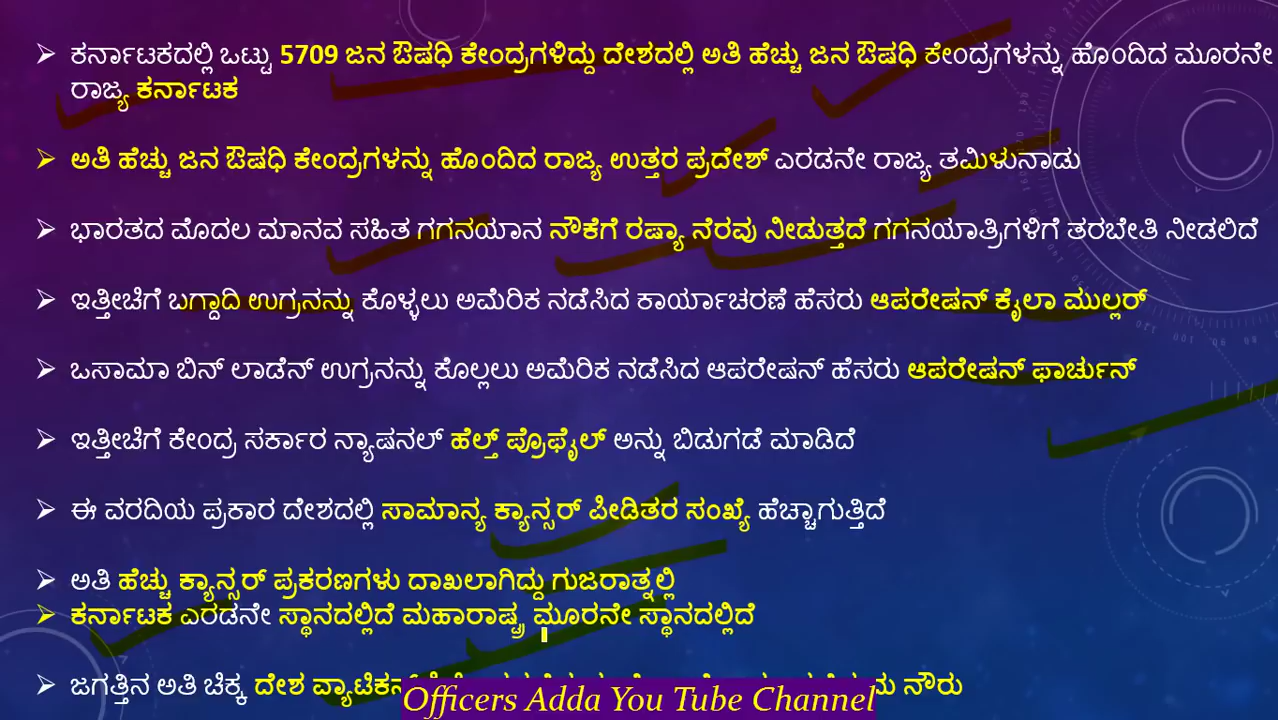 ಕರ್ನಾಟಕದಲ್ಲಿ ಒಟ್ಟು 5709 ಜನ ಔಷಧಿ ಕೇಂದ್ರಗಳಿದ್ದು ದೇಶದಲ್ಲಿ ಅತಿ ಹೆಚ್ಚು ಜನ ಔಷಧಿ ಕೇಂದ್ರಗಳನ್ನು ಹೊಂದಿದ ಮೂರನೇ
ರಾಜ್ಯ ಕರ್ನಾಟಕ
ಅತಿ ಹೆಚ್ಚು ಜನ ಔಷಧಿ ಕೇಂದ್ರಗಳನ್ನು ಹೊಂದಿದ ರಾಜ್ಯ ಉತ್ತರ ಪ್ರದೇಶ್ ಎರಡನೇ ರಾಜ್ಯ ತಮಿಳುನಾಡು
ಭಾರತದ ಮೊದಲ ಮಾನವ ಸಹಿತ ಗಗನಯಾನ ನೌಕೆಗೆ ರಷ್ಯಾ ನೆರವು ನೀಡುತ್ತದೆ ಗಗನಯಾತ್ರಿಗಳಿಗೆ ತರಬೇತಿ ನೀಡಲಿದೆ
ಇತ್ತೀಚಿಗೆ ಬಗ್ದಾದಿ ಉಗ್ರನನ್ನು ಕೊಳ್ಳಲು ಅಮೆರಿಕ ನಡೆಸಿದ ಕಾರ್ಯಾಚರಣೆ ಹೆಸರು ಆಪರೇಷನ್ ಕೈಲಾ ಮುಲ್ಲರ್
ಒಸಾಮಾ ಬಿನ್ ಲಾಡೆನ್ ಉಗ್ರನನ್ನು ಕೊಲ್ಲಲು ಅಮೆರಿಕ ನಡೆಸಿದ ಆಪರೇಷನ್ ಹೆಸರು ಆಪರೇಷನ್ ಫಾರ್ಚುನ್
ಇತ್ತೀಚಿಗೆ ಕೇಂದ್ರ ಸರ್ಕಾರ ನ್ಯಾಷನಲ್ ಹೆಲ್ತ್ ಪ್ರೊಫೈಲ್ ಅನ್ನು ಬಿಡುಗಡೆ ಮಾಡಿದೆ
ಈ ವರದಿಯ ಪ್ರಕಾರ ದೇಶದಲ್ಲಿ ಸಾಮಾನ್ಯ ಕ್ಯಾನ್ಸರ್ ಪೀಡಿತರ ಸಂಖ್ಯೆ ಹೆಚ್ಚಾಗುತ್ತಿದೆ
ಅತಿ ಹೆಚ್ಚು ಕ್ಯಾನ್ಸರ್ ಪ್ರಕರಣಗಳು ದಾಖಲಾಗಿದ್ದು ಗುಜರಾತ್ನಲ್ಲಿ
ಕರ್ನಾಟಕ ಎರಡನೇ ಸ್ಥಾನದಲ್ಲಿದೆ ಮಹಾರಾಷ್ಟ್ರ ಮೂರನೇ ಸ್ಥಾನದಲ್ಲಿದೆ
ಜಗತ್ತಿನ ಅತಿ ಚಿಕ್ಕ ದೇಶ ನೌರು
Officers Adda You Tube Channel